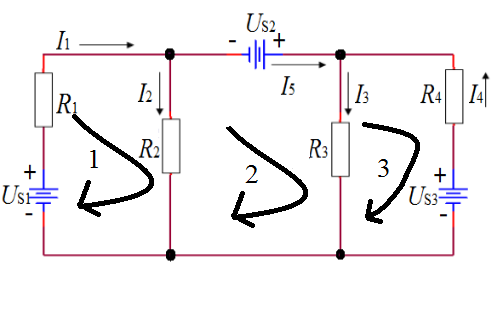 US2
- +
I1
I5
I2
I3
R4 I4
R1
R2
R3
1
2
3
+
US1
-
+
US3
-